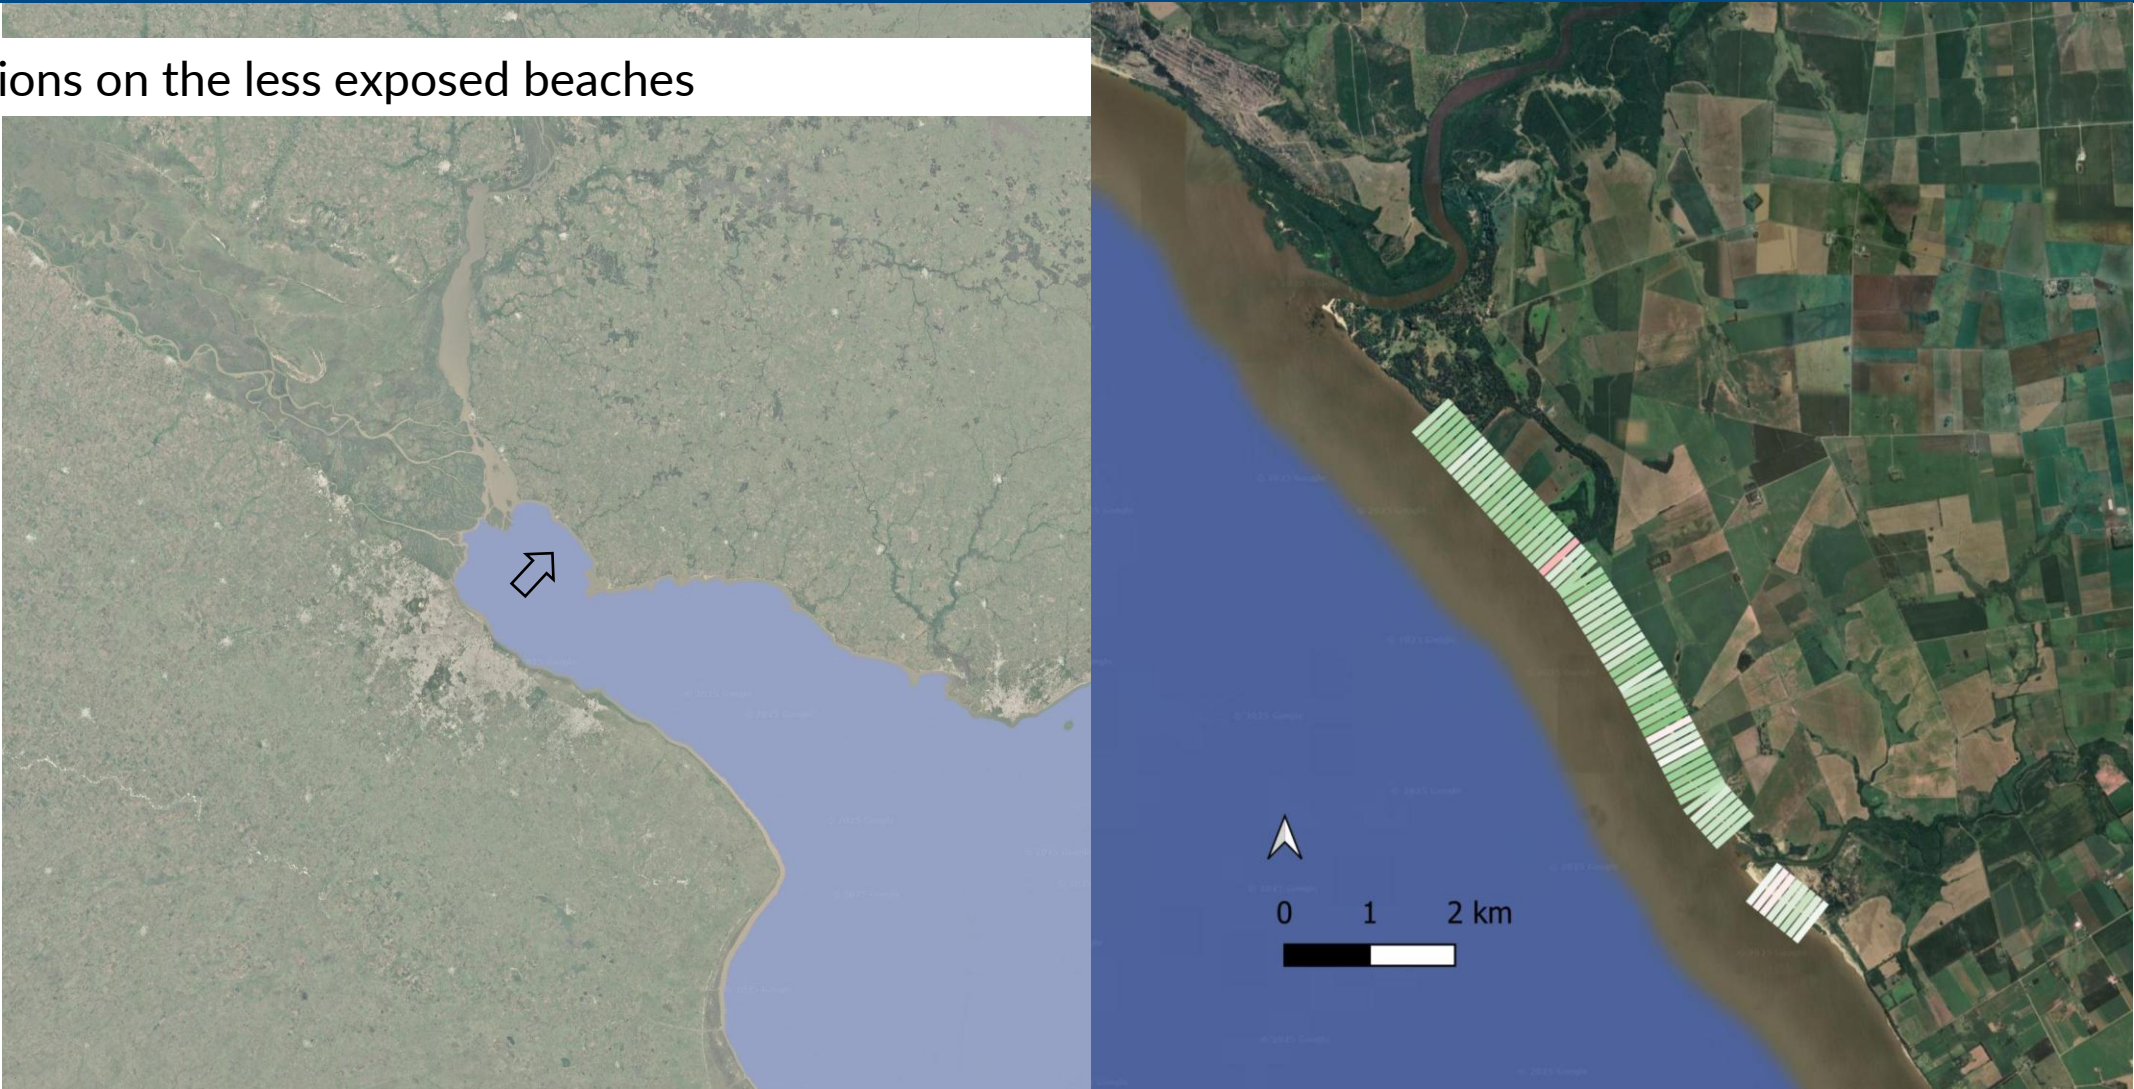 ions on the less exposed beaches
0 1 2 km